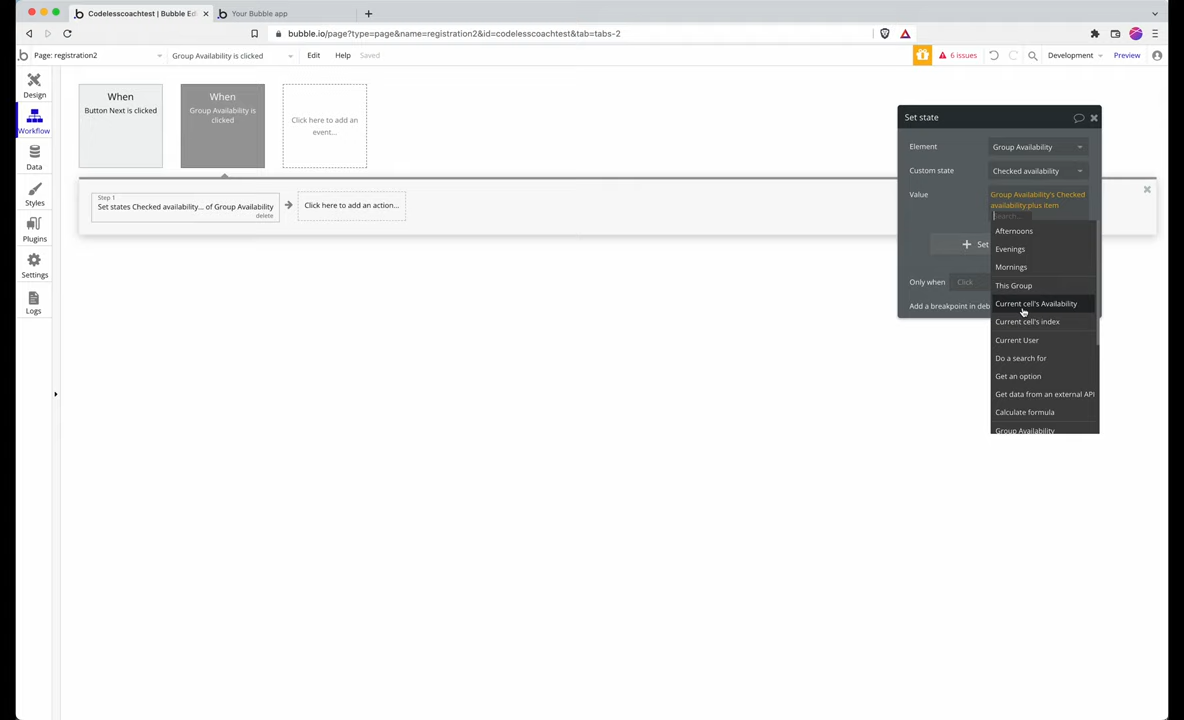 Codelesscoachtest | Bubble Ed
Your Bubble app
bubble.io/page?type=page&name=registration2&id=codelesscoachtest&tab=tabs-2
Page: registration2
Group Availability is clicked
Edit
Help
Saved
6 issues
Development
Preview
Design
Workflow
Data
Styles
Plugins
Settings
Logs
When
Button Next is clicked
When
Group Availability is
clicked
Click here to add an
event...
Step 1
Set states Checked availability... of Group Availability
delete
Click here to add an action...
Set state
Element
Group Availability
Custom state
Checked availability
Value
Group Availability's Checked
availability:plus item
Search...
Set
Only when
Click
Add a breakpoint in deb
Afternoons
Evenings
Mornings
This Group
Current cell's Availability
Current cell's index
Current User
Do a search for
Get an option
Get data from an external API
Calculate formula
Group Availability